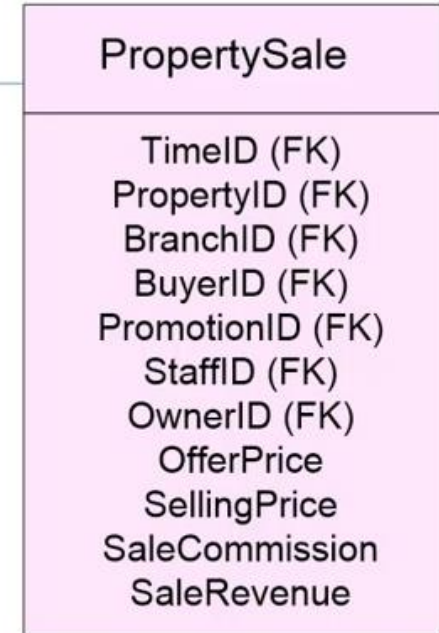 PropertySale
TimeID (FK)
PropertyID (FK)
BranchID (FK)
BuyerID (FK)
PromotionID (FK)
StaffID (FK)
OwnerID (FK)
OfferPrice
SellingPrice
SaleCommission
SaleRevenue